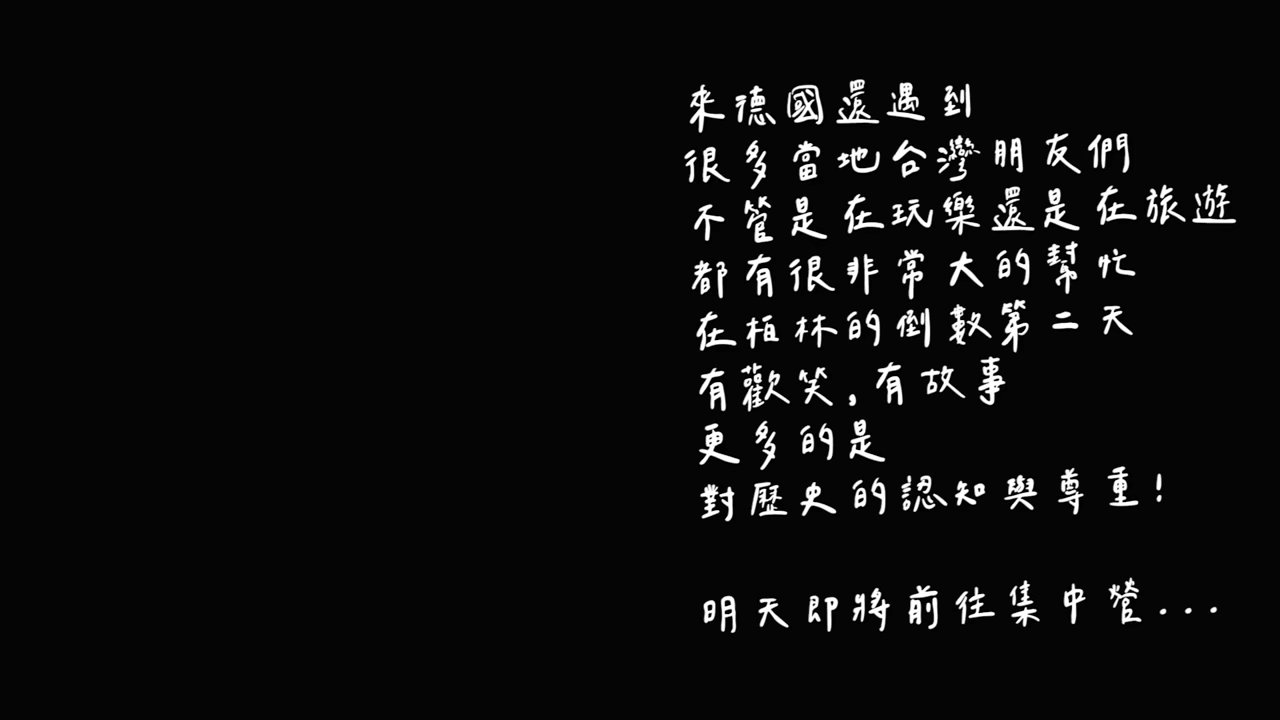 來德國還遇到
很多當地台灣朋友們
不管是在玩樂還是在旅遊
都有很非常大的幫忙
在柏林的倒數第二天
有歡笑,有故事
更多的是
對歷史的認知與尊重!
明天即將前往集中營...